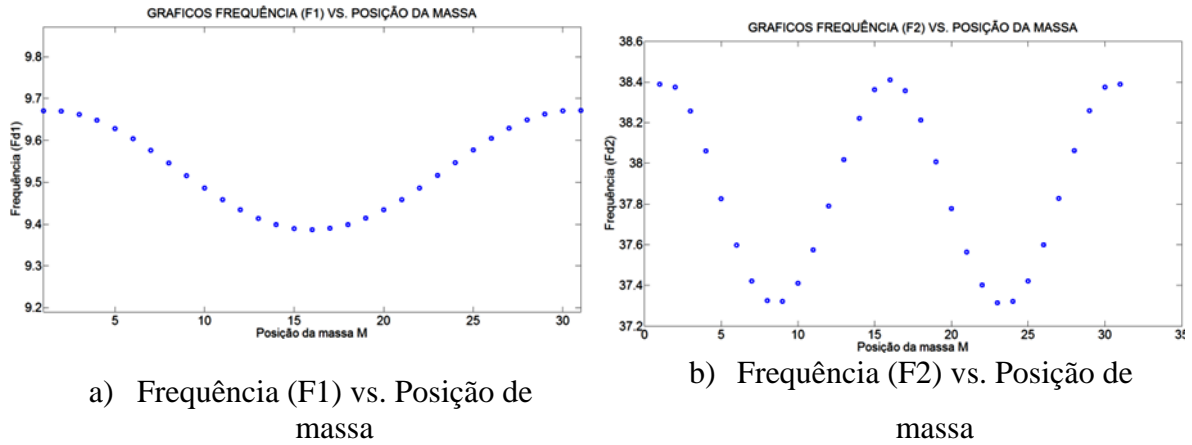 GRAFICOS FREQUÊNCIA (F1) VS. POSIÇÃO DA MASSA
9.8
9.7
9.6
9.5
9.4
9.3
9.2
Frequência (Fd1)
5 10 15 20 25 30
Posição da massa M
a) Frequência (F1) vs. Posição de
massa
GRAFICOS FREQUÊNCIA (F2) VS. POSIÇÃO DA MASSA
38.6
38.4
38.2
38
37.8
37.6
37.4
37.2
Frequência (Fd2)
0 5 10 15 20 25 30 35
Posição da massa M
b) Frequência (F2) vs. Posição de
massa